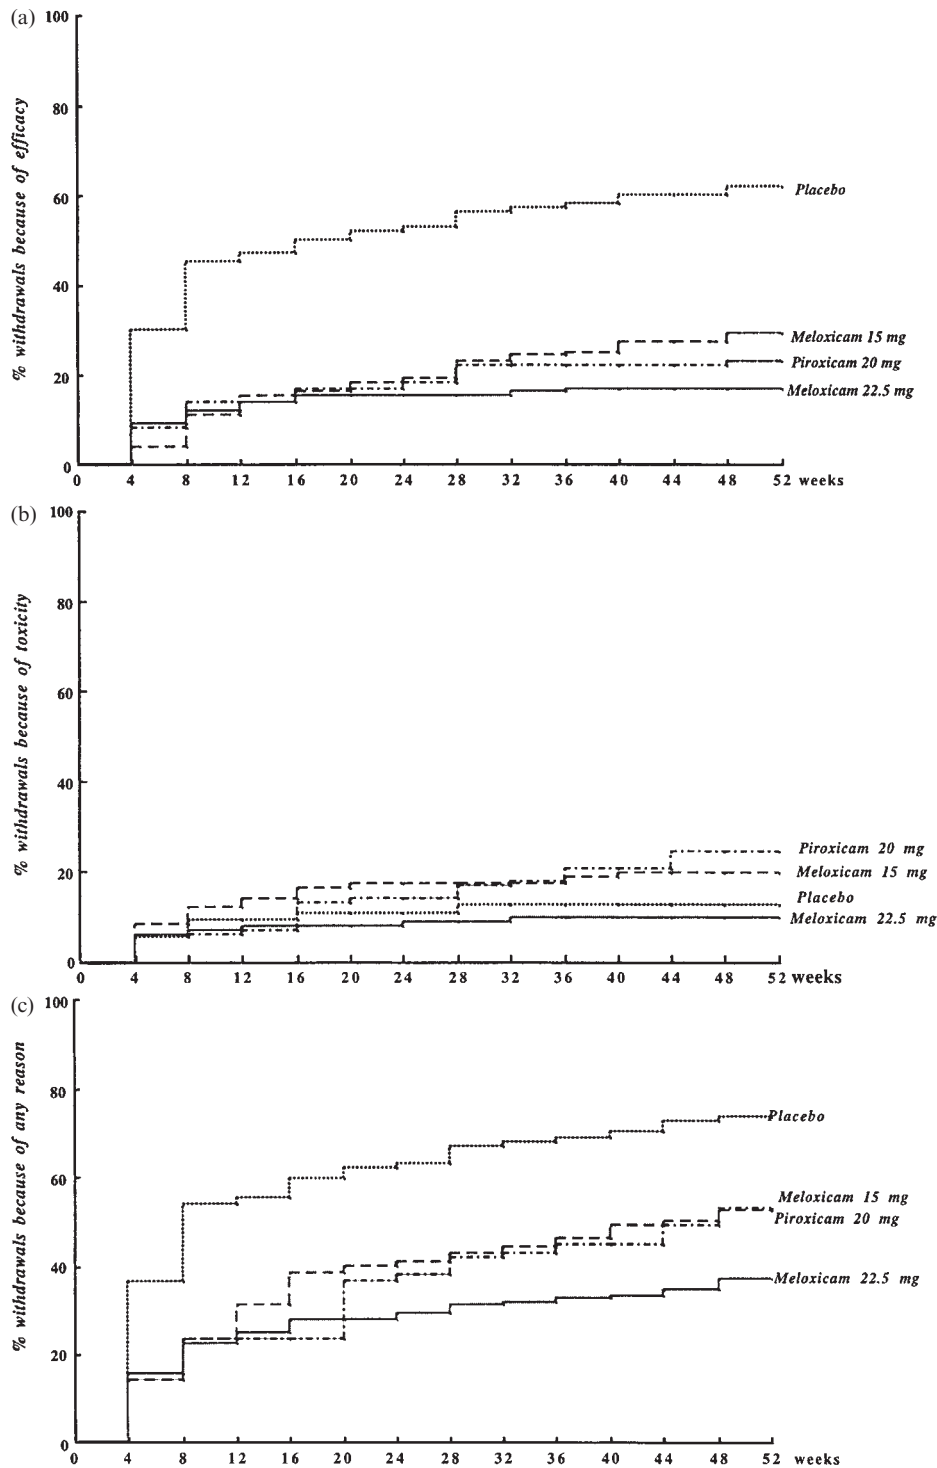 (a)
% withdrawals because of efficacy
100
80
60
40
20
0
Placebo
Meloxicam 15 mg
Piroxicam 20 mg
Meloxicam 22.5 mg
4 8 12 16 20 24 28 32 36 40 44 48 52 weeks
(b)
% withdrawals because of toxicity
100
80
60
40
20
0
Piroxicam 20 mg
Meloxicam 15 mg
Placebo
Meloxicam 22.5 mg
0 4 8 12 16 20 24 28 32 36 40 44 48 52 weeks
(c)
% withdrawals because of any reason
100
80
60
40
20
0
Placebo
Meloxicam 15 mg
Piroxicam 20 mg
Meloxicam 22.5 mg
0 4 8 12 16 20 24 28 32 36 40 44 48 52 weeks